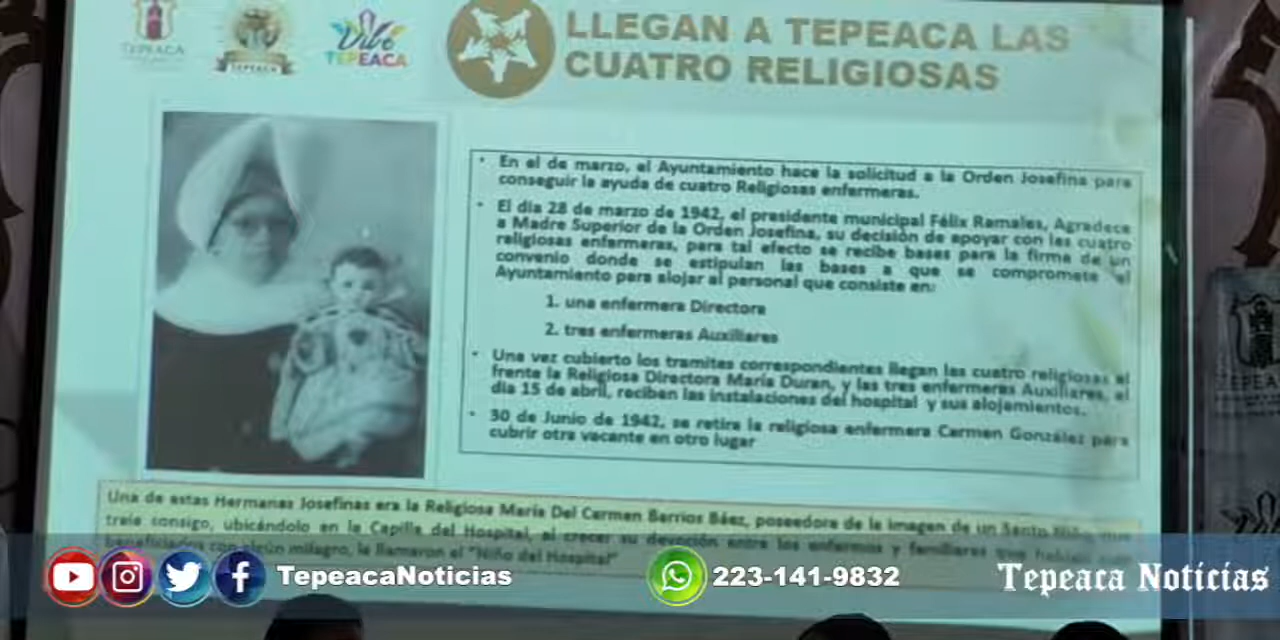 TEPEACA
TEPEACA
Vive
TEPEACA
LLEGAN A TEPEACA LAS
CUATRO RELIGIOSAS
• En el de marzo, el Ayuntamiento hace la solicitud a la Orden Josefina para
conseguir la ayuda de cuatro Religiosas enfermeras.
• El día 28 de marzo de 1942, el presidente municipal Félix Ramales, Agradece
a Madre Superior de la Orden Josefina, su decisión de apoyar con las cuatro
religiosas enfermeras, para tal efecto se recibe bases para la firma de un
convenio donde se estipulan las bases a que se compromete el
Ayuntamiento para alojar al personal que consiste en:
1. una enfermera Directora
2. tres enfermeras Auxiliares
• Una vez cubierto los tramites correspondientes llegan las cuatro religiosas al
frente la Religiosa Directora María Duran, y las tres enfermeras Auxiliares, el
día 15 de abril, reciben las instalaciones del hospital y sus alojamientos.
• 30 de Junio de 1942, se retira la religiosa enfermera Carmen González para
cubrir otra vacante en otro lugar
Una de estas Hermanas Josefinas era la Religiosa María Del Carmen Barrios Báez, poseedora de la imagen de un Santo Niño que
traía consigo, ubicándolo en la Capilla del Hospital, al crecer su devoción entre los enfermos y familiares que
beneficiados con algún milagro, le llamaron el "Niño del Hospital"
TepeacaNoticias
223-141-9832
Tepeaca Noticias